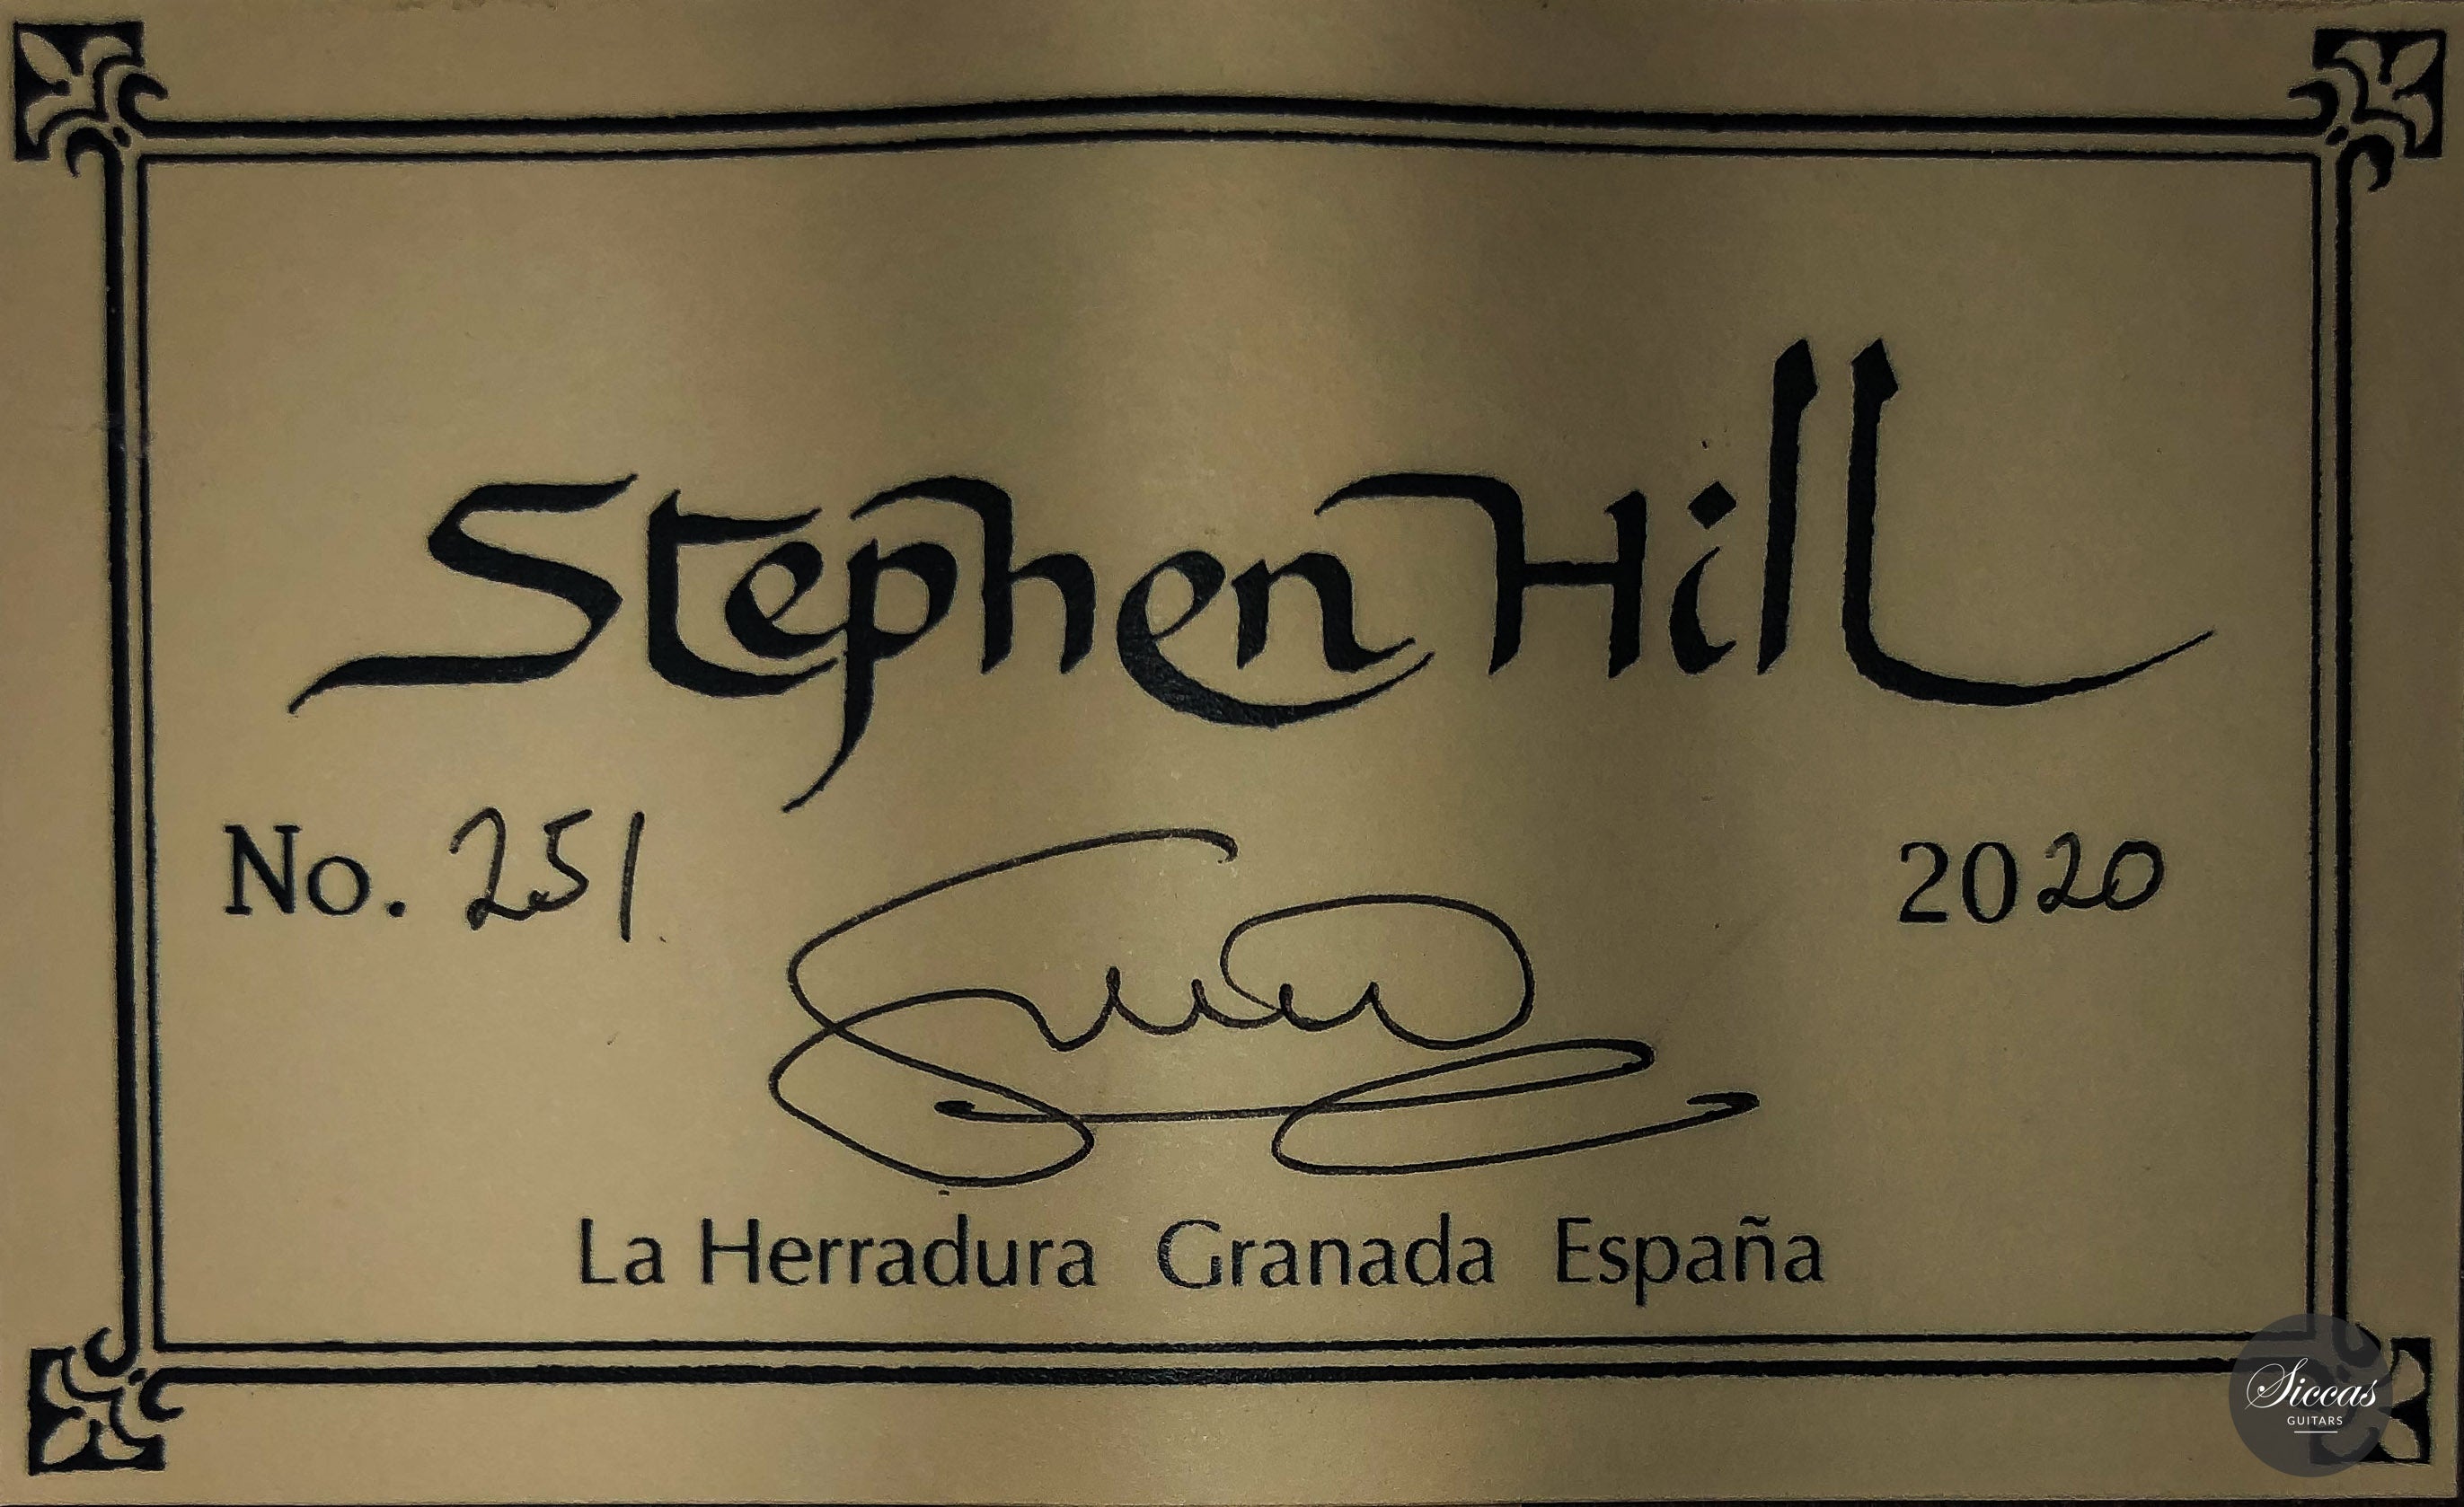 Stephen Hill
No. 251 2020
La Herradura Granada España
Siccas
GUITARS